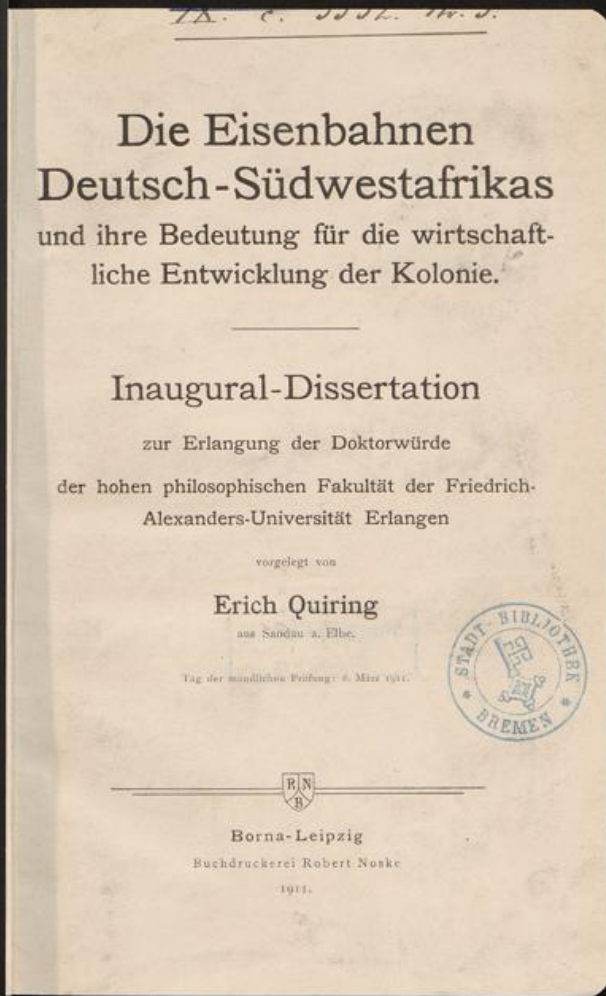 Die Eisenbahnen
Deutsch-Südwestafrikas
und ihre Bedeutung für die wirtschaft-
liche Entwicklung der Kolonie.
Inaugural-Dissertation
zur Erlangung der Doktorwürde
der hohen philosophischen Fakultät der Friedrich-
Alexanders-Universität Erlangen
vorgelegt von
Erich Quiring
aus Sandau a. Elbe.
Tag der mündlichen Prüfung: 6. März 1911.
STADT-BIBLIOTHEK
BREMEN
R N
B
Borna-Leipzig
Buchdruckerei Robert Noske
1911.